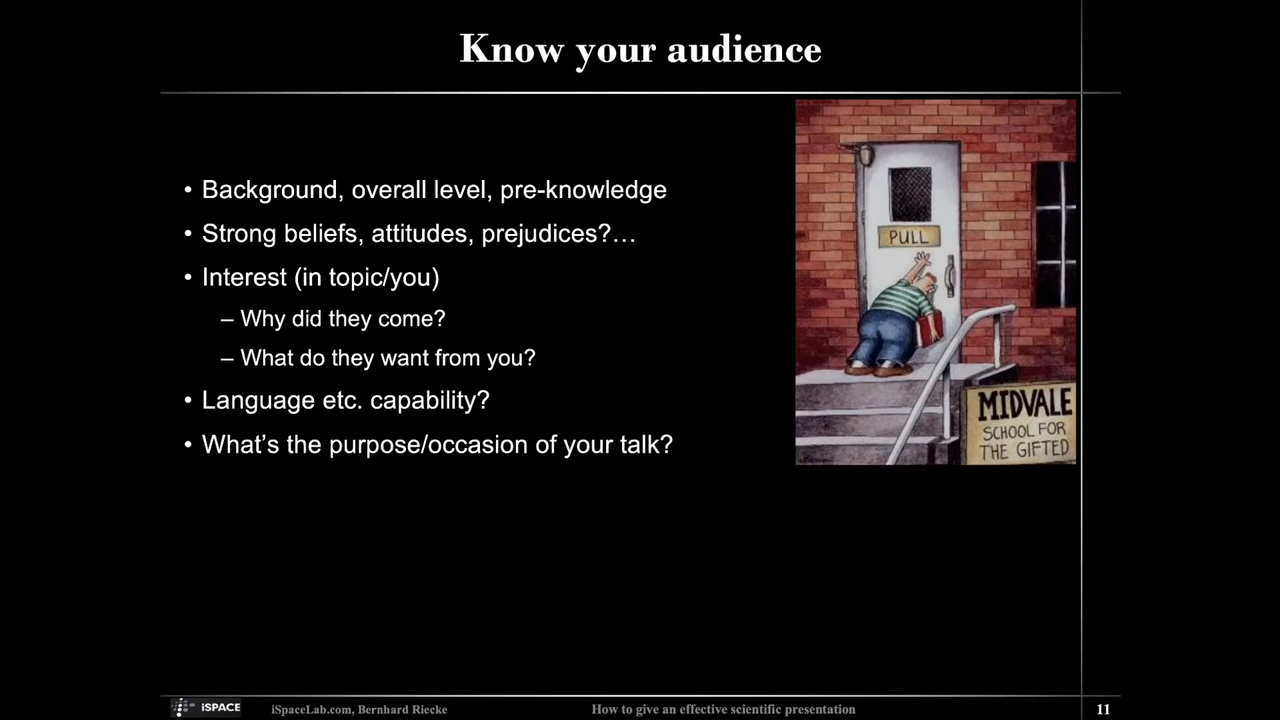 Know your audience
• Background, overall level, pre-knowledge
• Strong beliefs, attitudes, prejudices?…
• Interest (in topic/you)
– Why did they come?
– What do they want from you?
• Language etc. capability?
• What’s the purpose/occasion of your talk?
PULL
MIDVALE
SCHOOL FOR
THE GIFTED
iSPACE
iSpaceLab.com, Bernhard Riecke
How to give an effective scientific presentation
11